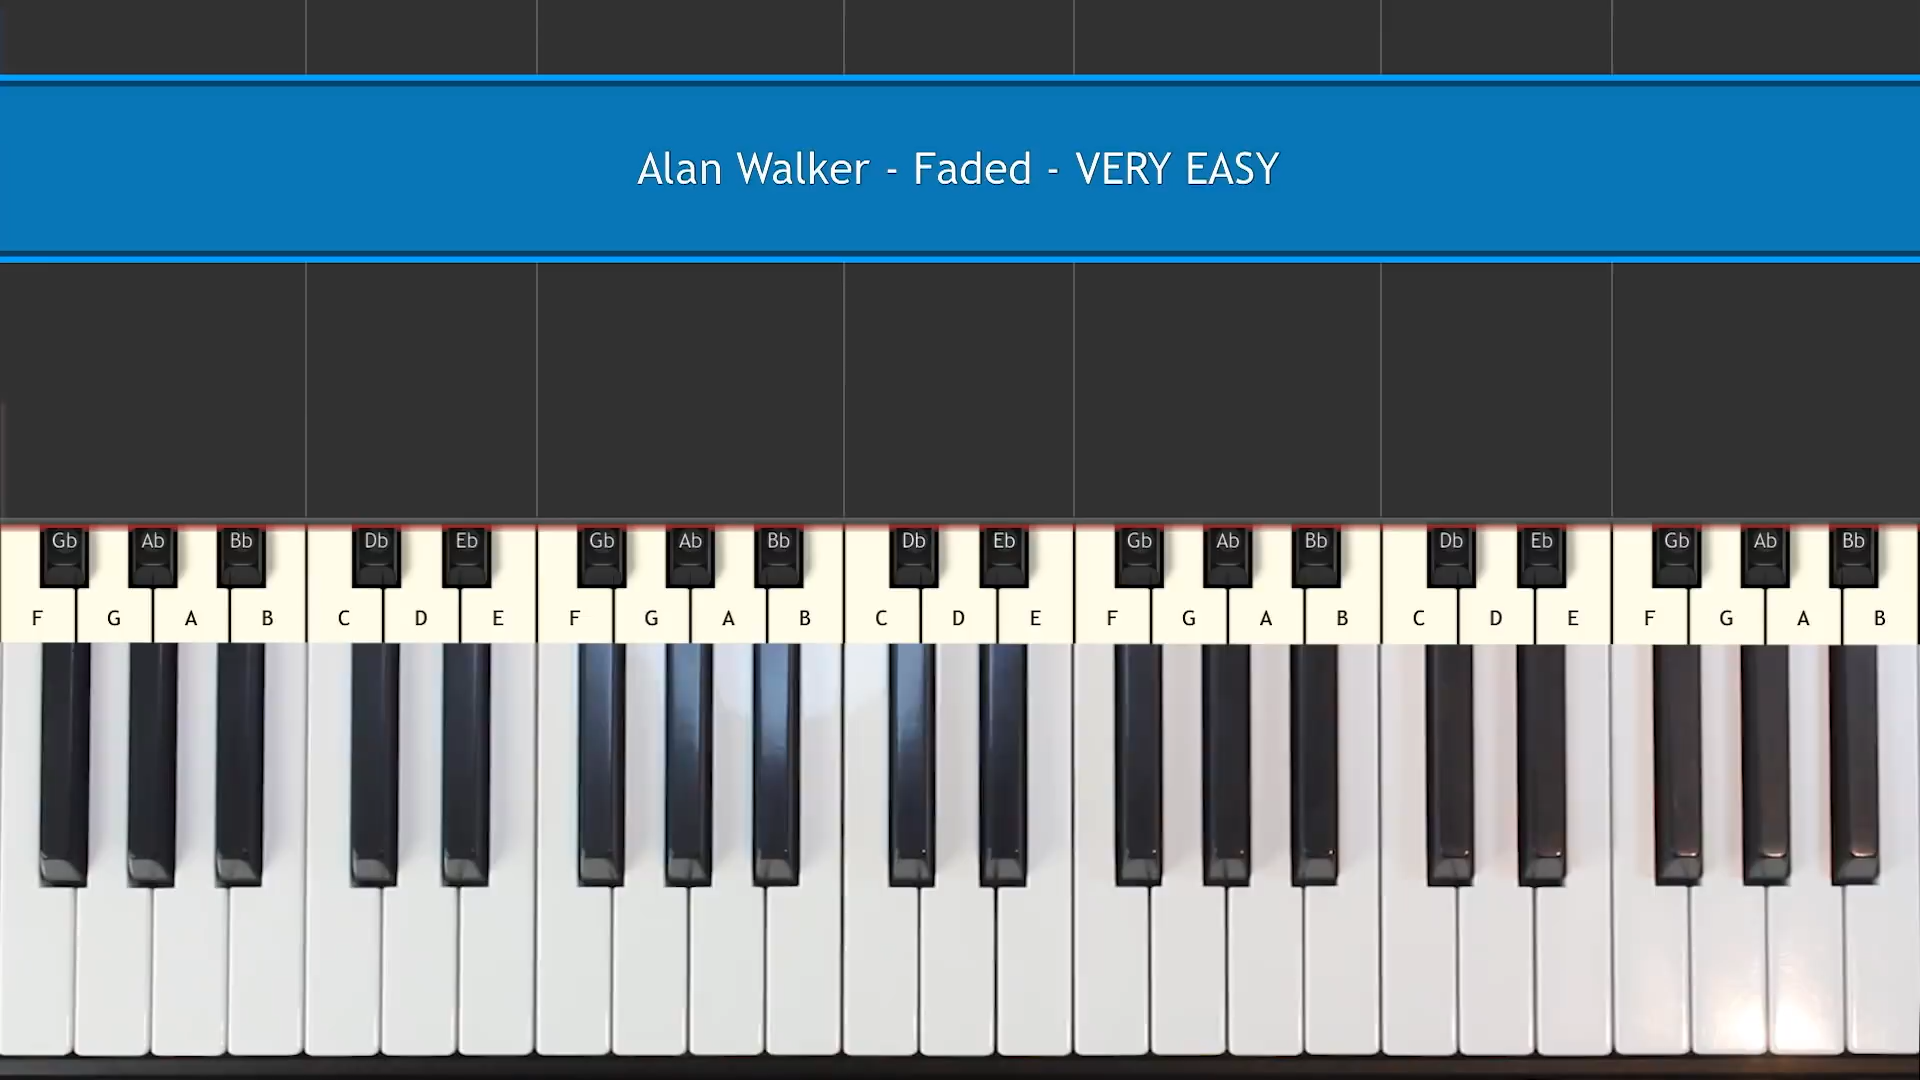 Alan Walker - Faded - VERY EASY
Gb Ab Bb Db Eb Gb Ab Bb Db Eb Gb Ab Bb Db Eb Gb Ab Bb
F G A B C D E F G A B C D E F G A B C D E F G A B